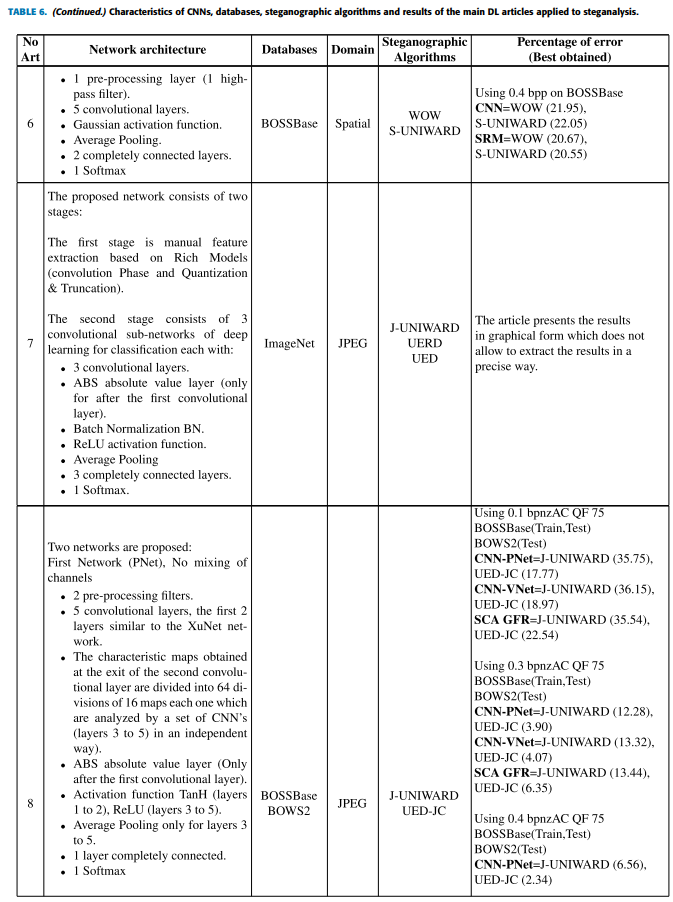 TABLE 6. (Continued.) Characteristics of CNNs, databases, steganographic algorithms and results of the main DL articles applied to steganalysis.
No Art
Network architecture
Databases
Domain
Steganographic Algorithms
Percentage of error
(Best obtained)
6
• 1 pre-processing layer (1 high-
pass filter).
• 5 convolutional layers.
• Gaussian activation function.
• Average Pooling.
• 2 completely connected layers.
• 1 Softmax
BOSSBase
Spatial
WOW
S-UNIWARD
Using 0.4 bpp on BOSSBase
CNN=WOW (21.95),
S-UNIWARD (22.05)
SRM=WOW (20.67),
S-UNIWARD (20.55)
7
The proposed network consists of two
stages:
The first stage is manual feature
extraction based on Rich Models
(convolution Phase and Quantization
& Truncation).
The second stage consists of 3
convolutional sub-networks of deep
learning for classification each with:
• 3 convolutional layers.
• ABS absolute value layer (only
for after the first convolutional
layer).
• Batch Normalization BN.
• ReLU activation function.
• Average Pooling
• 3 completely connected layers.
• 1 Softmax.
ImageNet
JPEG
J-UNIWARD
UERD
UED
The article presents the results
in graphical form which does not
allow to extract the results in a
precise way.
8
Two networks are proposed:
First Network (PNet), No mixing of
channels
• 2 pre-processing filters.
• 5 convolutional layers, the first 2
layers similar to the XuNet net-
work.
• The characteristic maps obtained
at the exit of the second convolu-
tional layer are divided into 64 di-
visions of 16 maps each one which
are analyzed by a set of CNN's
(layers 3 to 5) in an independent
way).
• ABS absolute value layer (Only
after the first convolutional layer).
• Activation function TanH (layers
1 to 2), ReLU (layers 3 to 5).
• Average Pooling only for layers 3
to 5.
• 1 layer completely connected.
• 1 Softmax
BOSSBase
BOWS2
JPEG
J-UNIWARD
UED-JC
Using 0.1 bpnzAC QF 75
BOSSBase(Train,Test)
BOWS2(Test)
CNN-PNet=J-UNIWARD (35.75),
UED-JC (17.77)
CNN-VNet=J-UNIWARD (36.15),
UED-JC (18.97)
SCA GFR=J-UNIWARD (35.54),
UED-JC (22.54)
Using 0.3 bpnzAC QF 75
BOSSBase(Train,Test)
BOWS2(Test)
CNN-PNet=J-UNIWARD (12.28),
UED-JC (3.90)
CNN-VNet=J-UNIWARD (13.32),
UED-JC (4.07)
SCA GFR=J-UNIWARD (13.44),
UED-JC (6.35)
Using 0.4 bpnzAC QF 75
BOSSBase(Train,Test)
BOWS2(Test)
CNN-PNet=J-UNIWARD (6.56),
UED-JC (2.34)